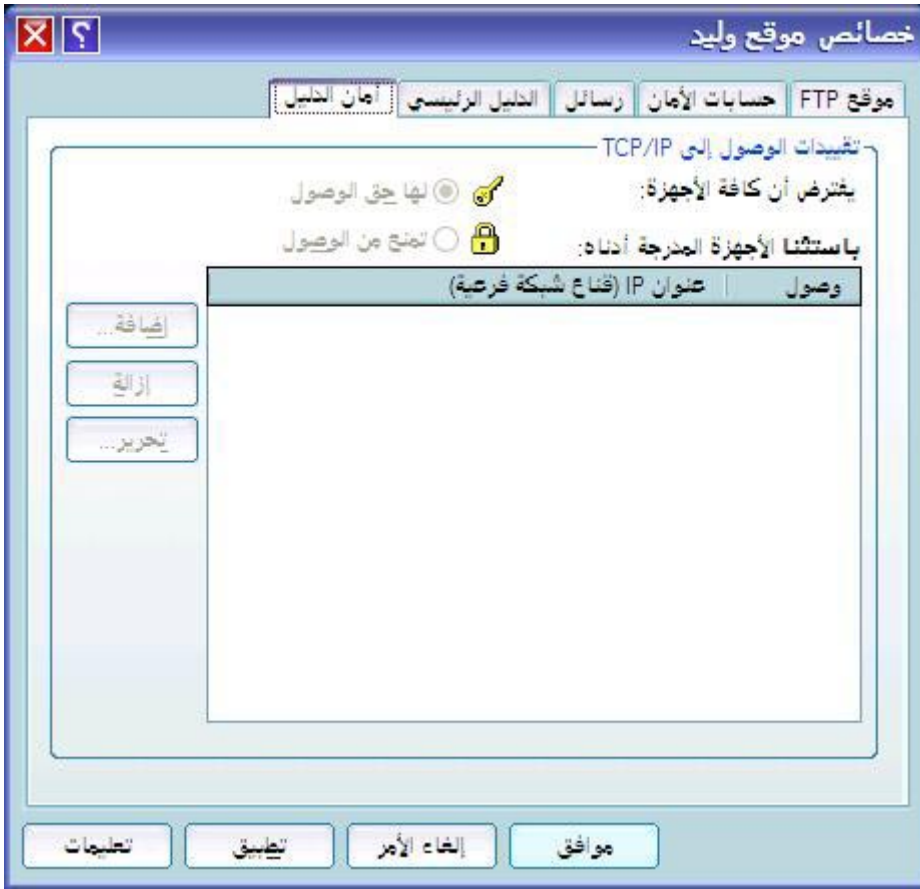 خصائص موقع وليد
موقع FTP
حسابات الأمان
رسائل
الدليل الرئيسي
أمان الدليل
تقييدات الوصول إلى TCP/IP
يفترض أن كافة الأجهزة:
لها حق الوصول
تمنع من الوصول
باستثنا الأجهزة المدرجة أدناه:
وصول
عنوان IP (قناع شبكة فرعية)
إضافة...
إزالة
تحرير...
موافق
إلغاء الأمر
تطبيق
تعليمات